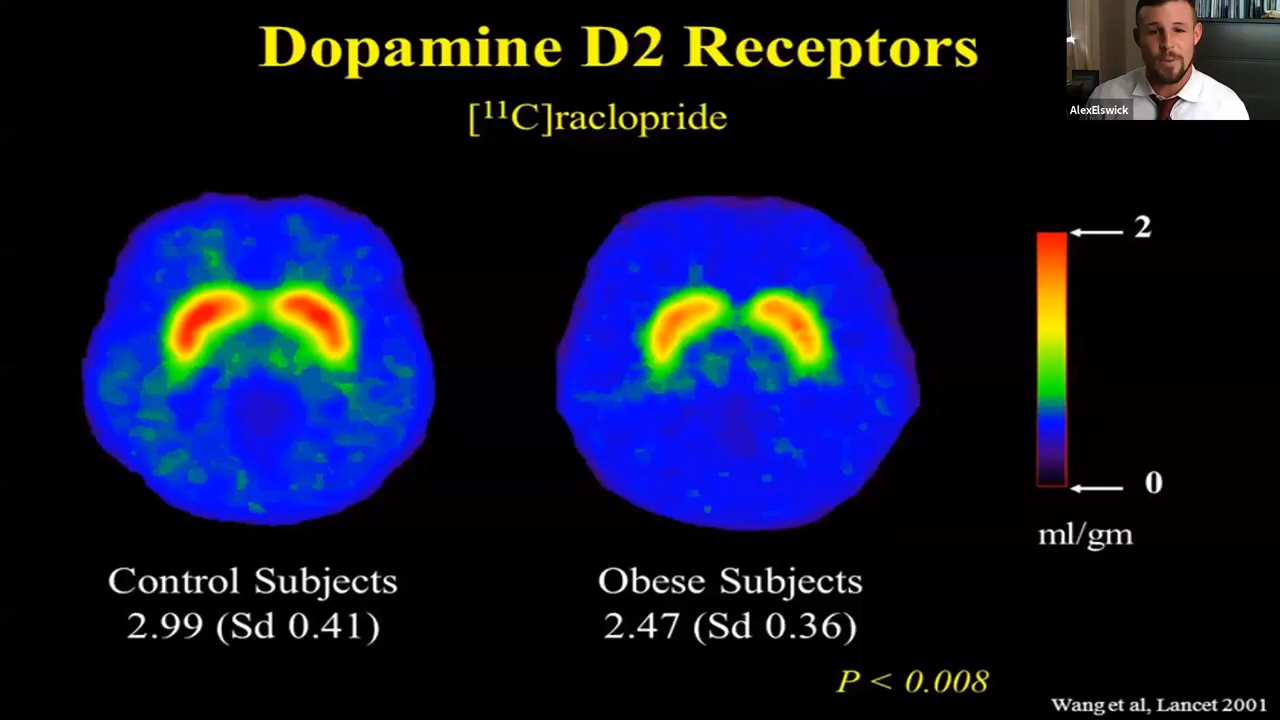 Dopamine D2 Receptors
[¹¹C]raclopride
AlexElswick
2
0
ml/gm
Control Subjects
2.99 (Sd 0.41)
Obese Subjects
2.47 (Sd 0.36)
P < 0.008
Wang et al, Lancet 2001